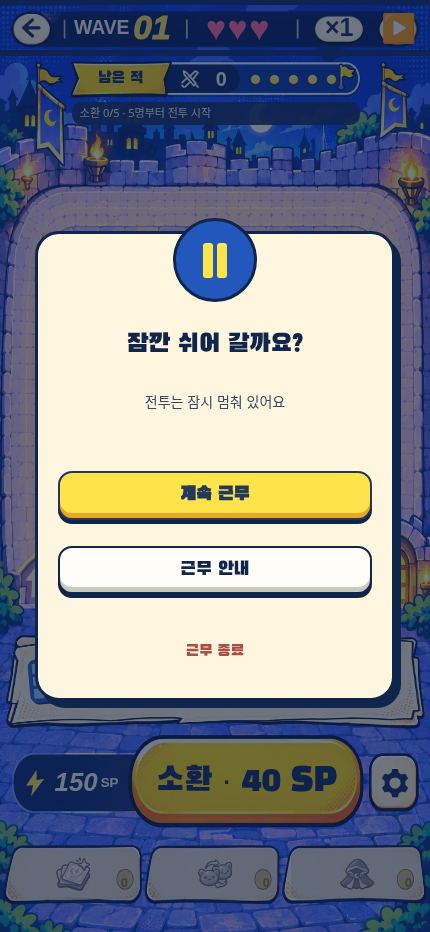 WAVE 01 ×1
남은 적 0
소환 0/5 · 5명부터 전투 시작
잠깐 쉬어 갈까요?
전투는 잠시 멈춰 있어요
계속 근무
근무 안내
근무 종료
150 SP
소환 · 40 SP
0 0 0